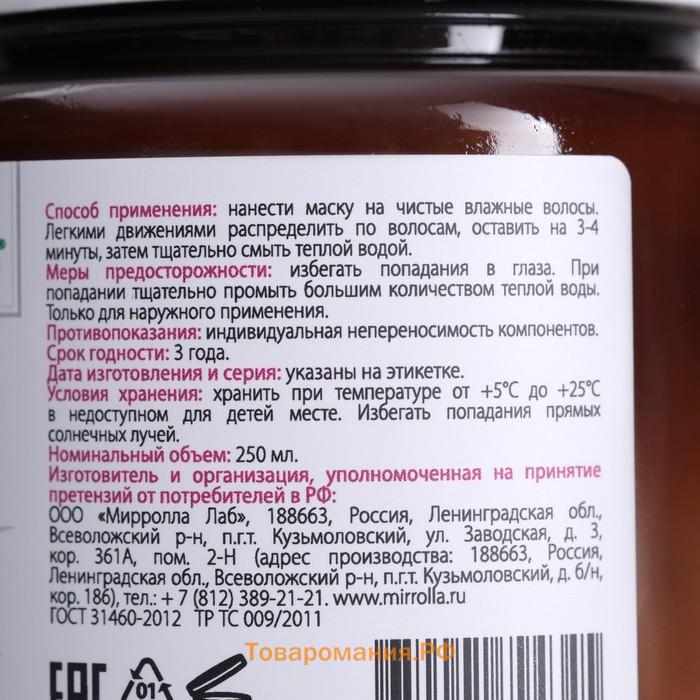 Способ применения: нанести маску на чистые влажные волосы.
Легкими движениями распределить по волосам, оставить на 3-4
минуты, затем тщательно смыть теплой водой.
Меры предосторожности: избегать попадания в глаза. При
попадании тщательно промыть большим количеством теплой воды.
Только для наружного применения.
Противопоказания: индивидуальная непереносимость компонентов.
Срок годности: 3 года.
Дата изготовления и серия: указаны на этикетке.
Условия хранения: хранить при температуре от +5°С до +25°С
в недоступном для детей месте. Избегать попадания прямых
солнечных лучей.
Номинальный объем: 250 мл.
Изготовитель и организация, уполномоченная на принятие
претензий от потребителей в РФ:
ООО «Мирролла Лаб», 188663, Россия, Ленинградская обл.,
Всеволожский р-н, п.г.т. Кузьмоловский, ул. Заводская, д. 3,
кор. 361А, пом. 2-Н (адрес производства: 188663, Россия,
Ленинградская обл., Всеволожский р-н, п.г.т. Кузьмоловский, д. б/н,
кор. 186), тел.: + 7 (812) 389-21-21. www.mirrolla.ru
ГОСТ 31460-2012 ТР ТС 009/2011
Товаромания.РФ
EAC 01